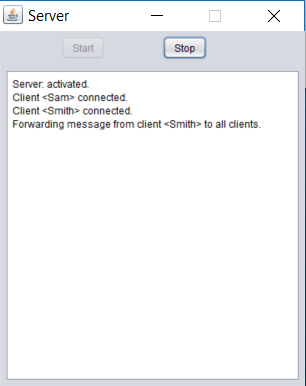 Server
Start Stop
Server: activated.
Client <Sam> connected.
Client <Smith> connected.
Forwarding message from client <Smith> to all clients.